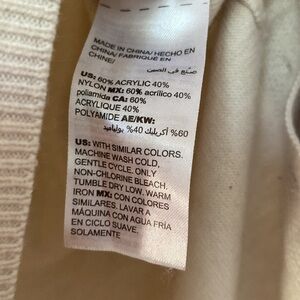 MADE IN CHINA/ HECHO EN
CHINA/ FABRIQUÉ EN
CHINE/
صنع في الصين
US: 60% ACRYLIC 40%
NYLON MX: 60% acrílico 40%
poliamida CA: 60%
ACRYLIQUE 40%
POLYAMIDE AE/KW:
60% أكريليك 40% بولياميد
US: WITH SIMILAR COLORS.
MACHINE WASH COLD,
GENTLE CYCLE. ONLY
NON-CHLORINE BLEACH.
TUMBLE DRY LOW. WARM
IRON MX: CON COLORES
SIMILARES. LAVAR A
MÁQUINA CON AGUA FRÍA
EN CICLO SUAVE.
SOLAMENTE